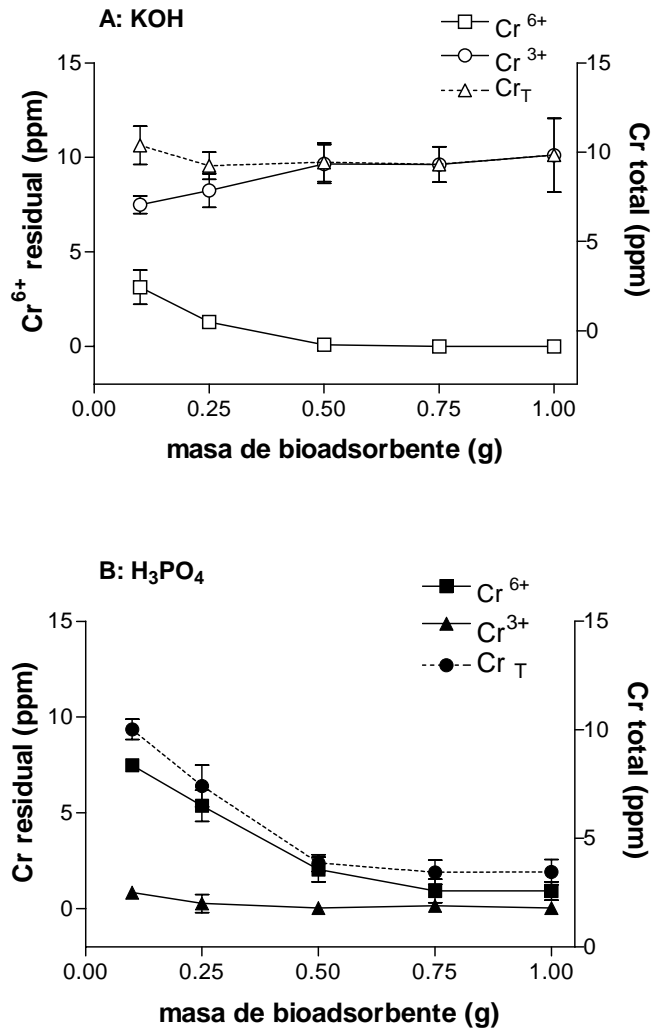 A: KOH
Cr 6+
Cr 3+
CrT
15
10
5
0
15
10
5
0
Cr6+ residual (ppm)
Cr total (ppm)
0.00 0.25 0.50 0.75 1.00
masa de bioadsorbente (g)
B: H3PO4
Cr 6+
Cr3+
Cr T
15
10
5
0
15
10
5
0
Cr residual (ppm)
Cr total (ppm)
0.00 0.25 0.50 0.75 1.00
masa de bioadsorbente (g)